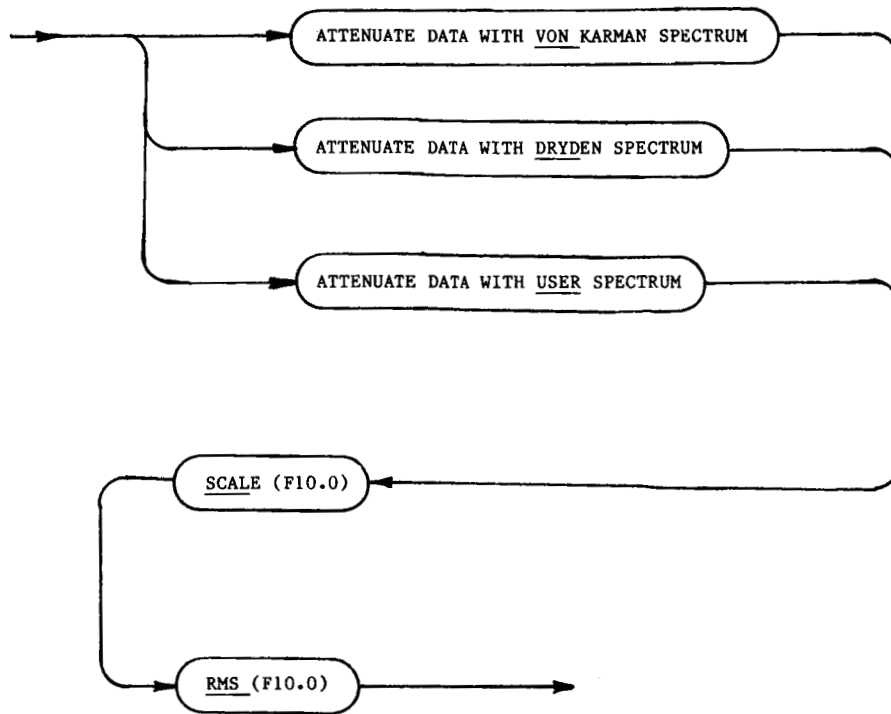 ATTENUATE DATA WITH VON KARMAN SPECTRUM
ATTENUATE DATA WITH DRYDEN SPECTRUM
ATTENUATE DATA WITH USER SPECTRUM
SCALE (F10.0)
RMS (F10.0)